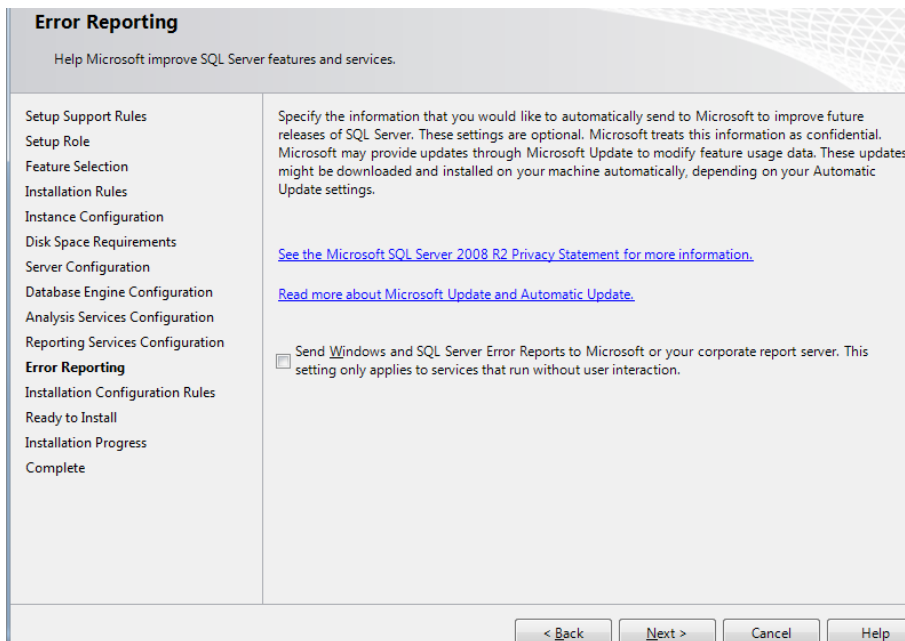 Error Reporting
Help Microsoft improve SQL Server features and services.
Setup Support Rules
Setup Role
Feature Selection
Installation Rules
Instance Configuration
Disk Space Requirements
Server Configuration
Database Engine Configuration
Analysis Services Configuration
Reporting Services Configuration
Error Reporting
Installation Configuration Rules
Ready to Install
Installation Progress
Complete
Specify the information that you would like to automatically send to Microsoft to improve future
releases of SQL Server. These settings are optional. Microsoft treats this information as confidential.
Microsoft may provide updates through Microsoft Update to modify feature usage data. These updates
might be downloaded and installed on your machine automatically, depending on your Automatic
Update settings.
See the Microsoft SQL Server 2008 R2 Privacy Statement for more information.
Read more about Microsoft Update and Automatic Update.
Send Windows and SQL Server Error Reports to Microsoft or your corporate report server. This
setting only applies to services that run without user interaction.
< Back Next > Cancel Help